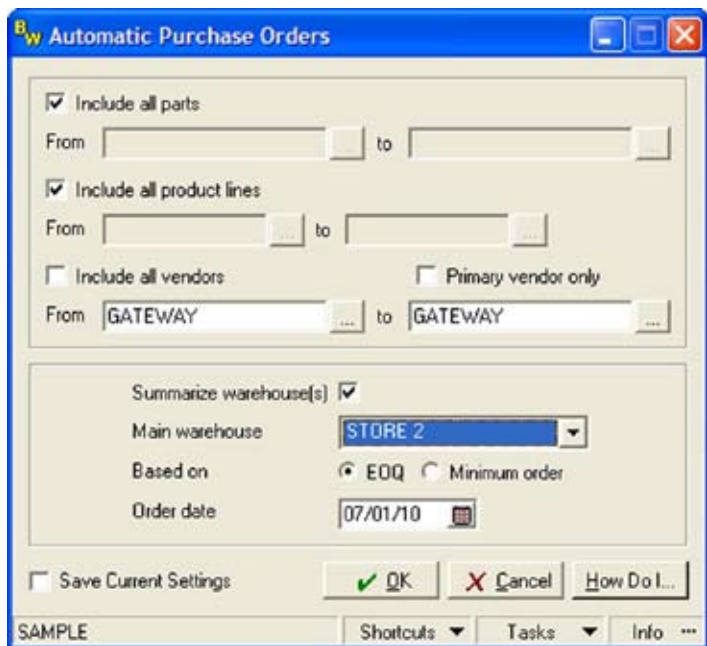 BW Automatic Purchase Orders
Include all parts
From ... to ...
Include all product lines
From ... to ...
Include all vendors Primary vendor only
From GATEWAY ... to GATEWAY ...
Summarize warehouse(s)
Main warehouse STORE 2
Based on EOQ Minimum order
Order date 07/01/10
Save Current Settings OK Cancel How Do I...
SAMPLE Shortcuts Tasks Info ...